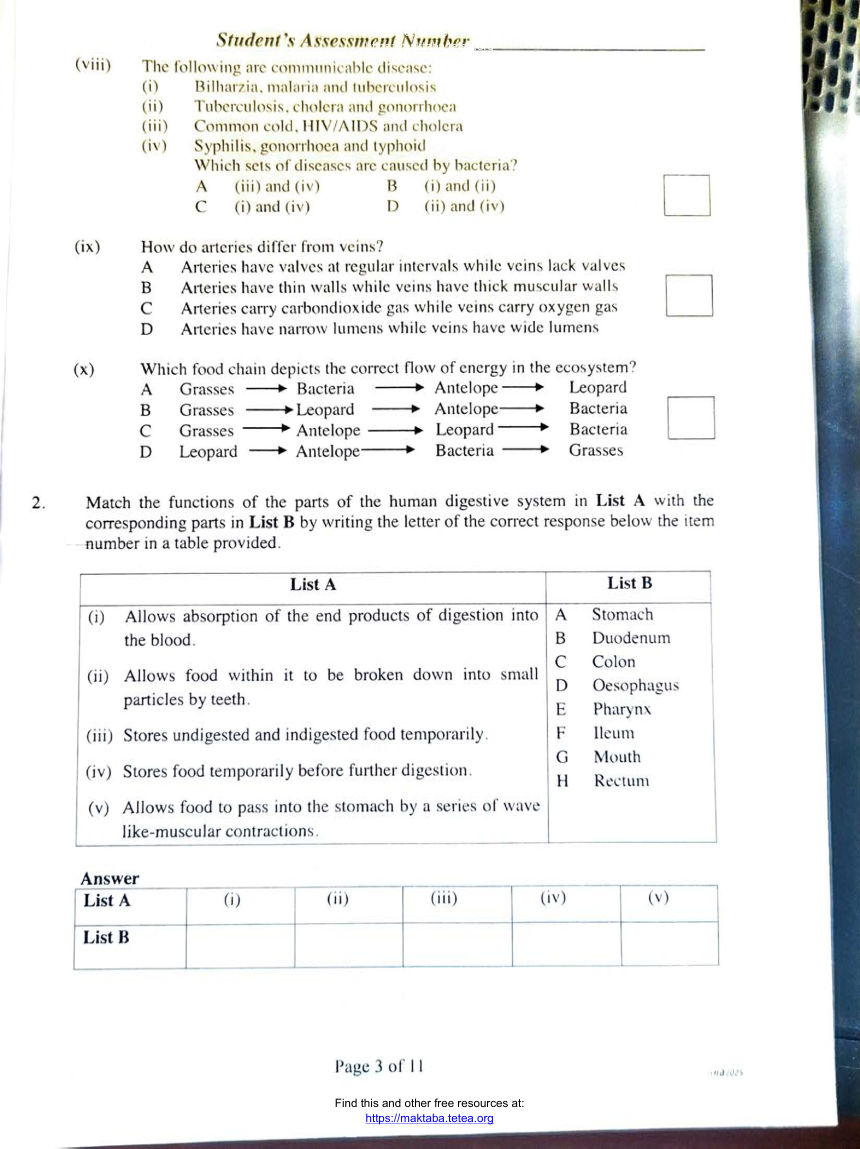 Student's Assessment Number
(viii) The following are communicable disease:
(i) Bilharzia, malaria and tuberculosis
(ii) Tuberculosis, cholera and gonorrhoea
(iii) Common cold, HIV/AIDS and cholera
(iv) Syphilis, gonorrhoea and typhoid
Which sets of diseases are caused by bacteria?
A (iii) and (iv) B (i) and (ii)
C (i) and (iv) D (ii) and (iv)
(ix) How do arteries differ from veins?
A Arteries have valves at regular intervals while veins lack valves
B Arteries have thin walls while veins have thick muscular walls
C Arteries carry carbondioxide gas while veins carry oxygen gas
D Arteries have narrow lumens while veins have wide lumens
(x) Which food chain depicts the correct flow of energy in the ecosystem?
A Grasses → Bacteria → Antelope → Leopard
B Grasses → Leopard → Antelope → Bacteria
C Grasses → Antelope → Leopard → Bacteria
D Leopard → Antelope → Bacteria → Grasses
2. Match the functions of the parts of the human digestive system in List A with the
corresponding parts in List B by writing the letter of the correct response below the item
number in a table provided.
List A List B
(i) Allows absorption of the end products of digestion into
the blood.
(ii) Allows food within it to be broken down into small
particles by teeth.
(iii) Stores undigested and indigested food temporarily.
(iv) Stores food temporarily before further digestion.
(v) Allows food to pass into the stomach by a series of wave
like-muscular contractions.
A Stomach
B Duodenum
C Colon
D Oesophagus
E Pharynx
F Ileum
G Mouth
H Rectum
Answer
List A (i) (ii) (iii) (iv) (v)
List B
Page 3 of 11
Find this and other free resources at:
https://maktaba.tetea.org